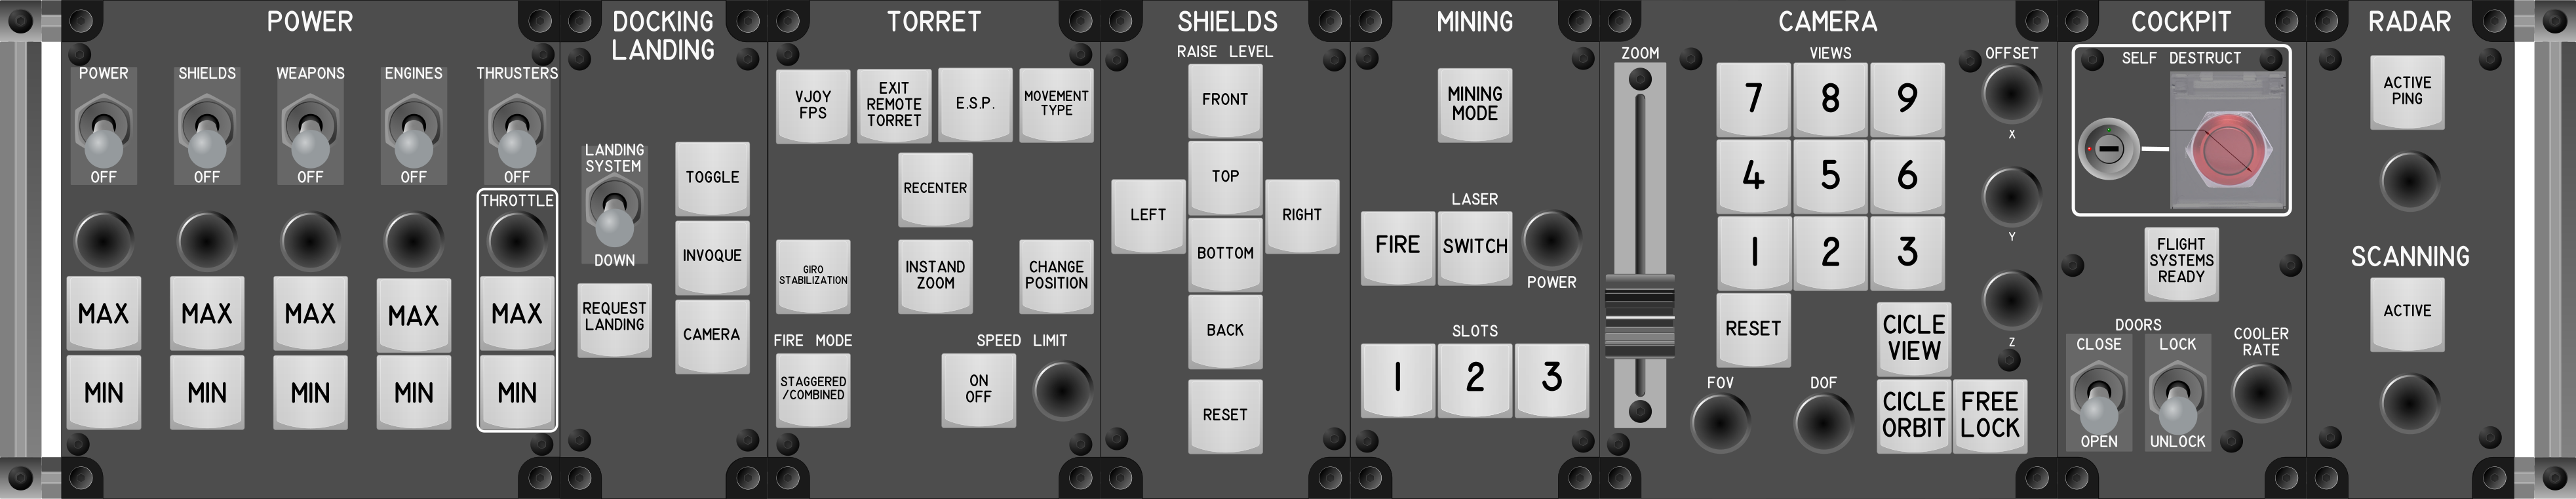 POWER
POWER
SHIELDS
WEAPONS
ENGINES
THRUSTERS
OFF
OFF
OFF
OFF
OFF
THROTTLE
MAX
MAX
MAX
MAX
MAX
MIN
MIN
MIN
MIN
MIN
DOCKING
LANDING
LANDING
SYSTEM
DOWN
REQUEST
LANDING
TOGGLE
INVOQUE
CAMERA
TORRET
VJOY
FPS
EXIT
REMOTE
TORRET
E.S.P.
MOVEMENT
TYPE
RECENTER
GIRO
STABILIZATION
INSTAND
ZOOM
CHANGE
POSITION
FIRE MODE
STAGGERED
/COMBINED
SPEED LIMIT
ON
OFF
SHIELDS
RAISE LEVEL
FRONT
TOP
LEFT
RIGHT
BOTTOM
BACK
RESET
MINING
MINING
MODE
LASER
FIRE
SWITCH
POWER
SLOTS
1
2
3
CAMERA
ZOOM
VIEWS
7
8
9
4
5
6
1
2
3
RESET
CICLE
VIEW
FOV
DOF
CICLE
ORBIT
FREE
LOCK
OFFSET
X
Y
Z
COCKPIT
SELF DESTRUCT
FLIGHT
SYSTEMS
READY
DOORS
CLOSE
LOCK
OPEN
UNLOCK
COOLER
RATE
RADAR
ACTIVE
PING
SCANNING
ACTIVE